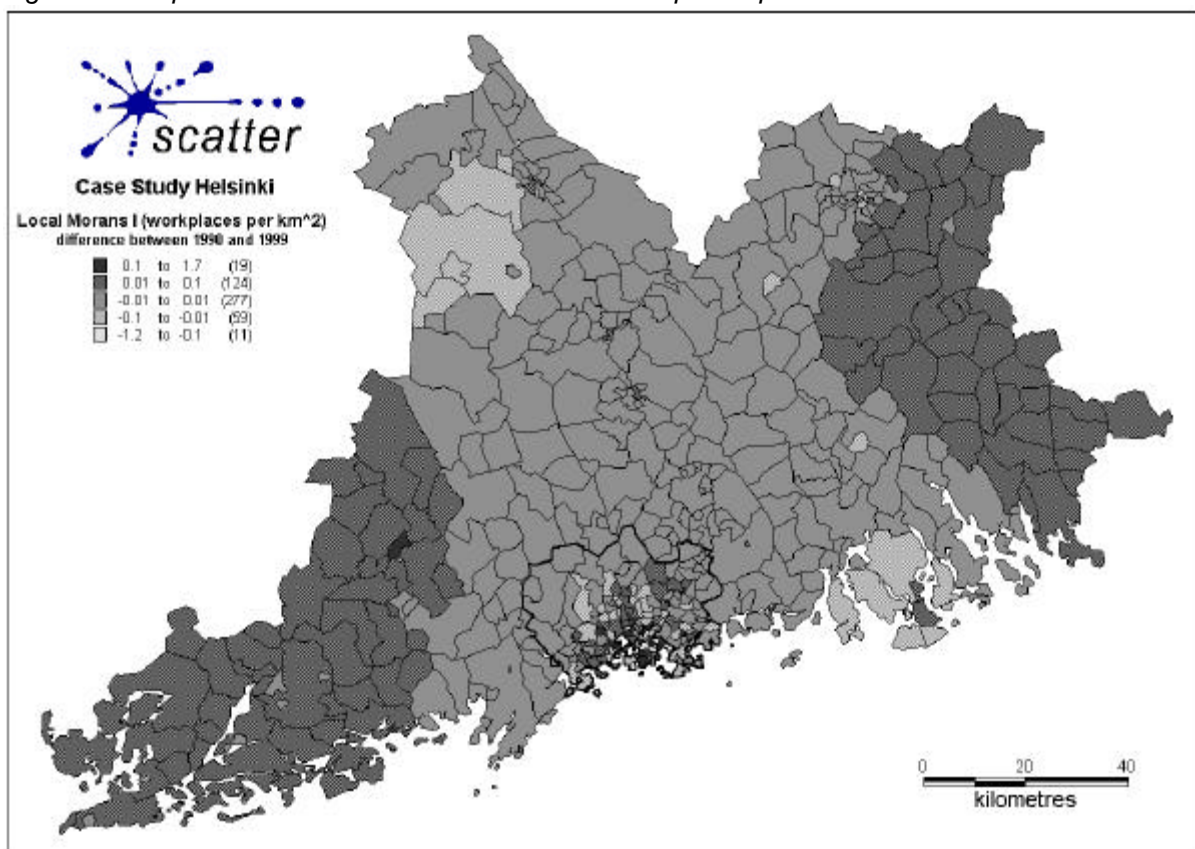 scatter
Case Study Helsinki
Local Morans I (workplaces per km^2)
difference between 1990 and 1999
0.1 to 1.7 (19)
0.01 to 0.1 (124)
-0.01 to 0.01 (277)
-0.1 to -0.01 (59)
-1.2 to -0.1 (11)
0 20 40
kilometres